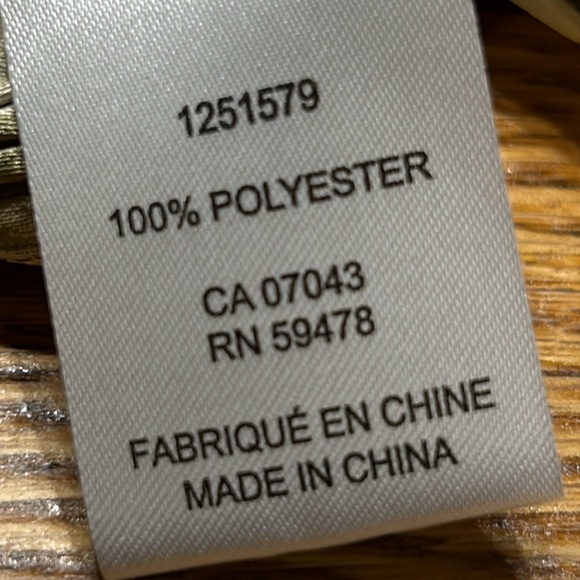 1251579
100% POLYESTER
CA 07043
RN 59478
FABRIQUÉ EN CHINE
MADE IN CHINA